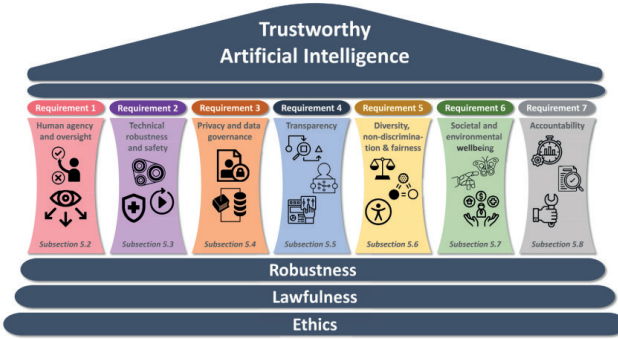 Trustworthy
Artificial Intelligence
Requirement 1
Requirement 2
Requirement 3
Requirement 4
Requirement 5
Requirement 6
Requirement 7
Human agency
and oversight
Technical
robustness
and safety
Privacy and data
governance
Transparency
Diversity,
non-discrimina-
tion & fairness
Societal and
environmental
wellbeing
Accountability
Subsection 5.2
Subsection 5.3
Subsection 5.4
Subsection 5.5
Subsection 5.6
Subsection 5.7
Subsection 5.8
Robustness
Lawfulness
Ethics